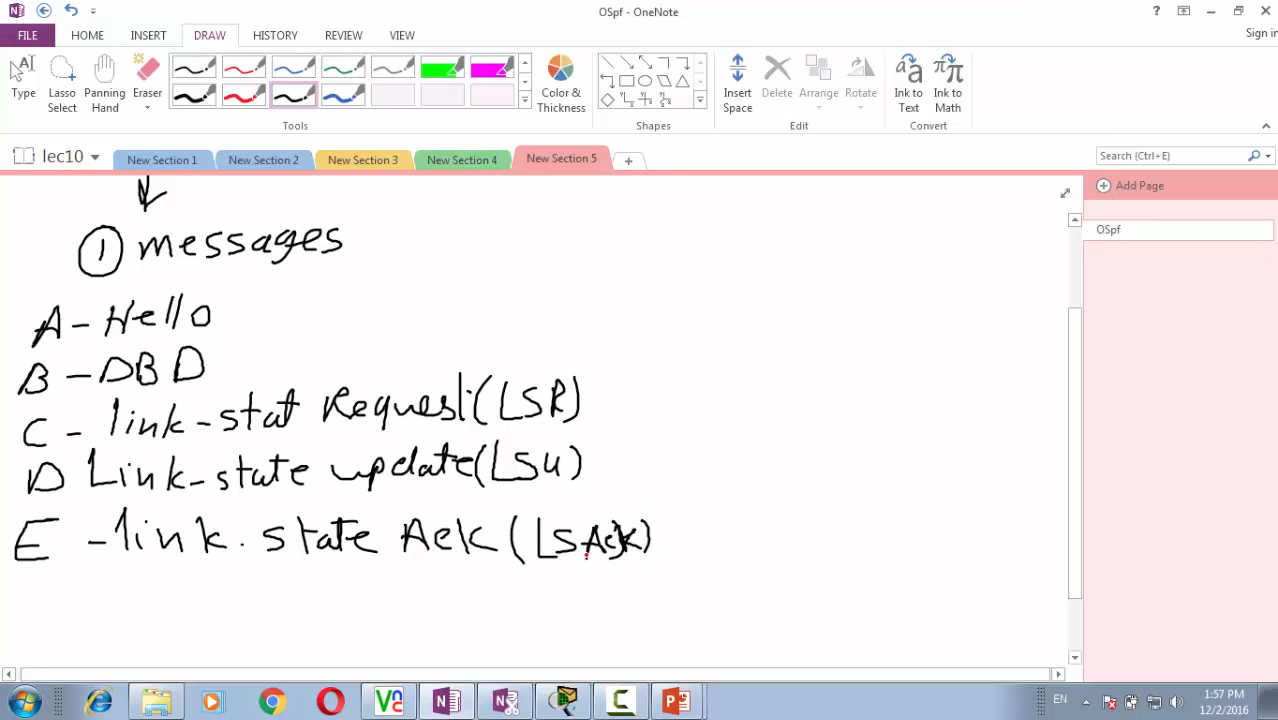 OSpf - OneNote
Sign in
FILE HOME INSERT DRAW HISTORY REVIEW VIEW
Type Lasso Select Panning Hand Eraser Color & Thickness Insert Space Delete Arrange Rotate Ink to Text Ink to Math
Tools Shapes Edit Convert
lec10 New Section 1 New Section 2 New Section 3 New Section 4 New Section 5 Search (Ctrl+E)
Add Page
OSpf
1 messages
A - Hello
B - DBD
C - link-stat Request (LSR)
D Link-state update (LSU)
E - link.state Ack (LSAck)
EN 1:57 PM
12/2/2016